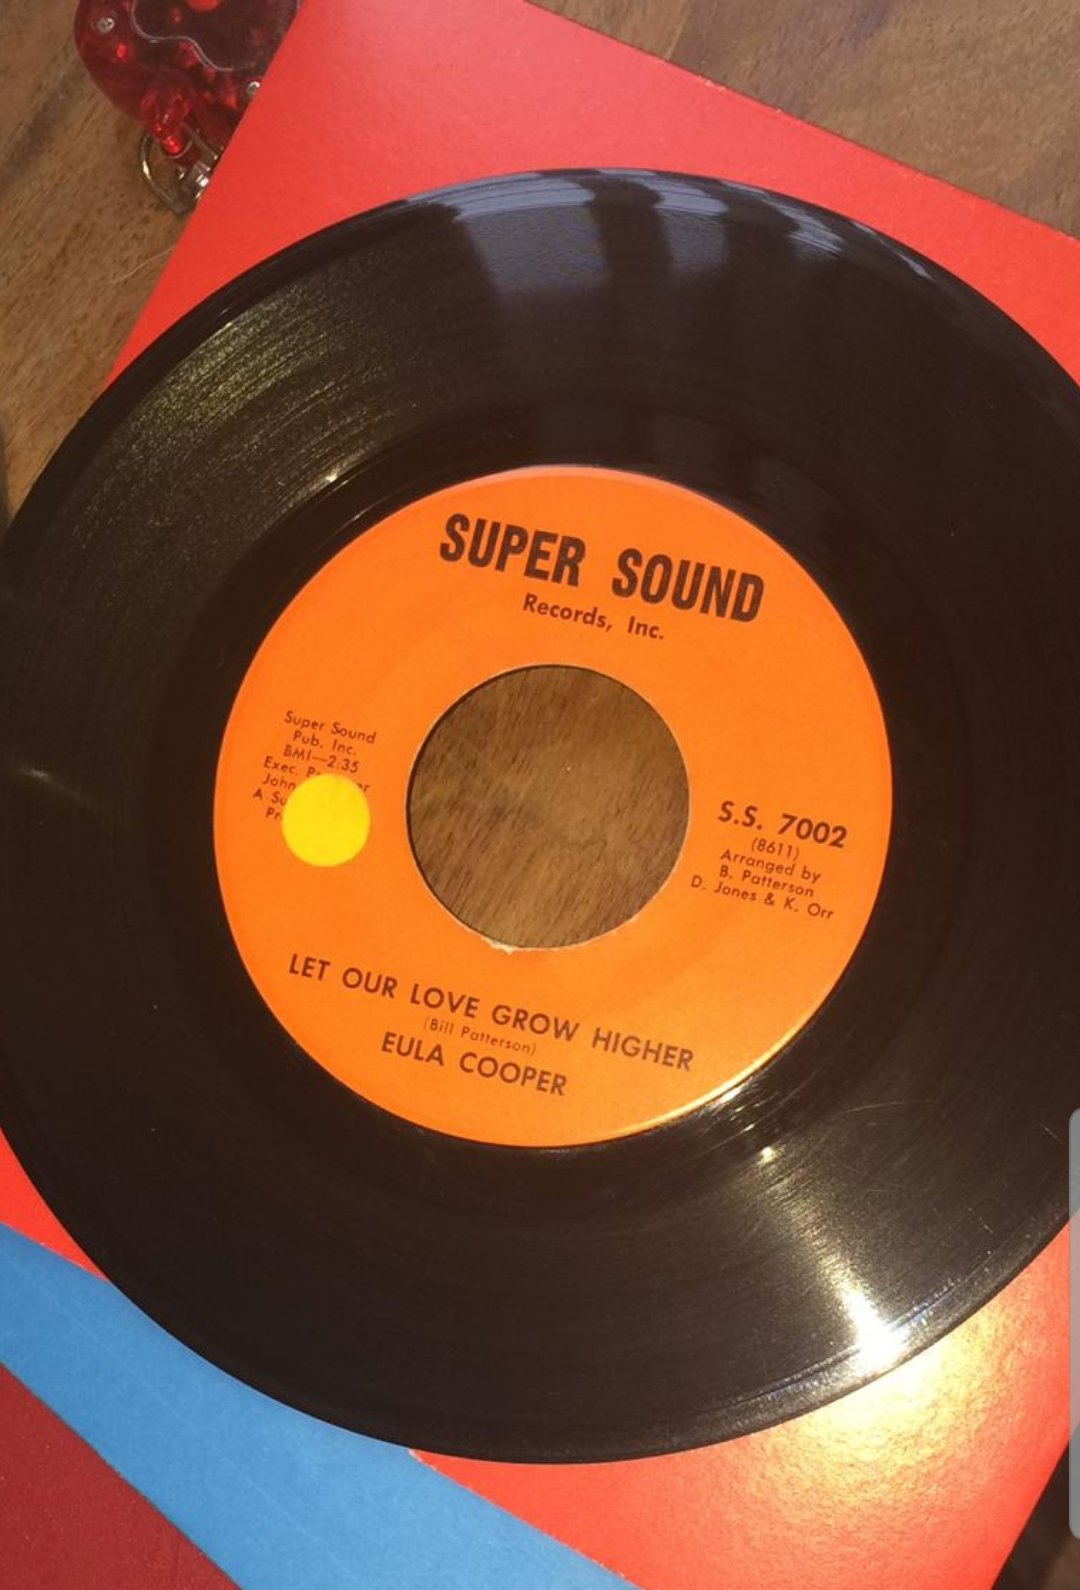 SUPER SOUND
Records, Inc.
Super Sound
Pub. Inc.
BMI—2:35
Exec.
John
A
S.S. 7002
(8611)
Arranged by
B. Patterson
D. Jones & K. Orr
LET OUR LOVE GROW HIGHER
(Bill Patterson)
EULA COOPER